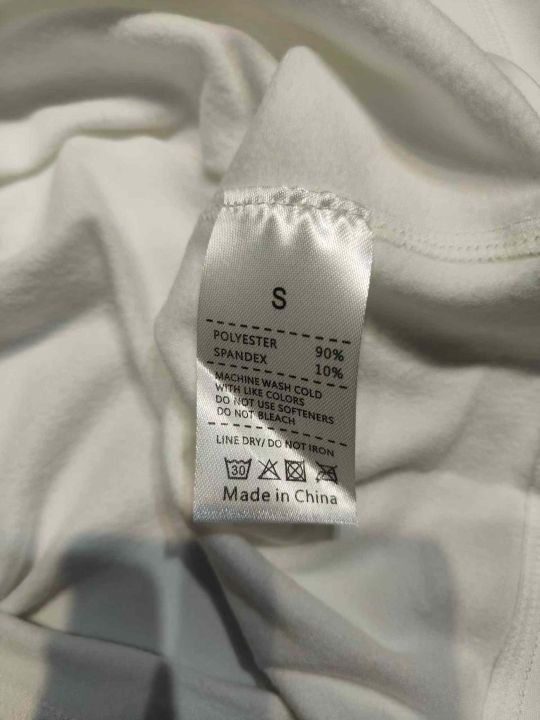 S
POLYESTER 90%
SPANDEX 10%
MACHINE WASH COLD
WITH LIKE COLORS
DO NOT USE SOFTENERS
DO NOT BLEACH
LINE DRY/ DO NOT IRON
30
Made in China